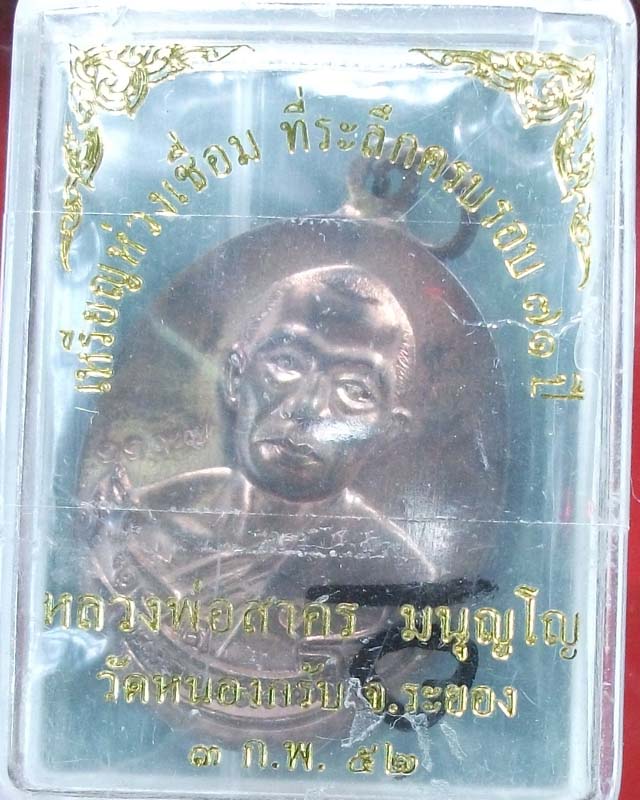 เหรียญห่วงเชื่อม ที่ระลึกครบรอบ ๗๑ ปี
หลวงพ่อสาคร มนุญฺโญ
วัดหนองกรับ จ.ระยอง
๓ ก.พ. ๕๒